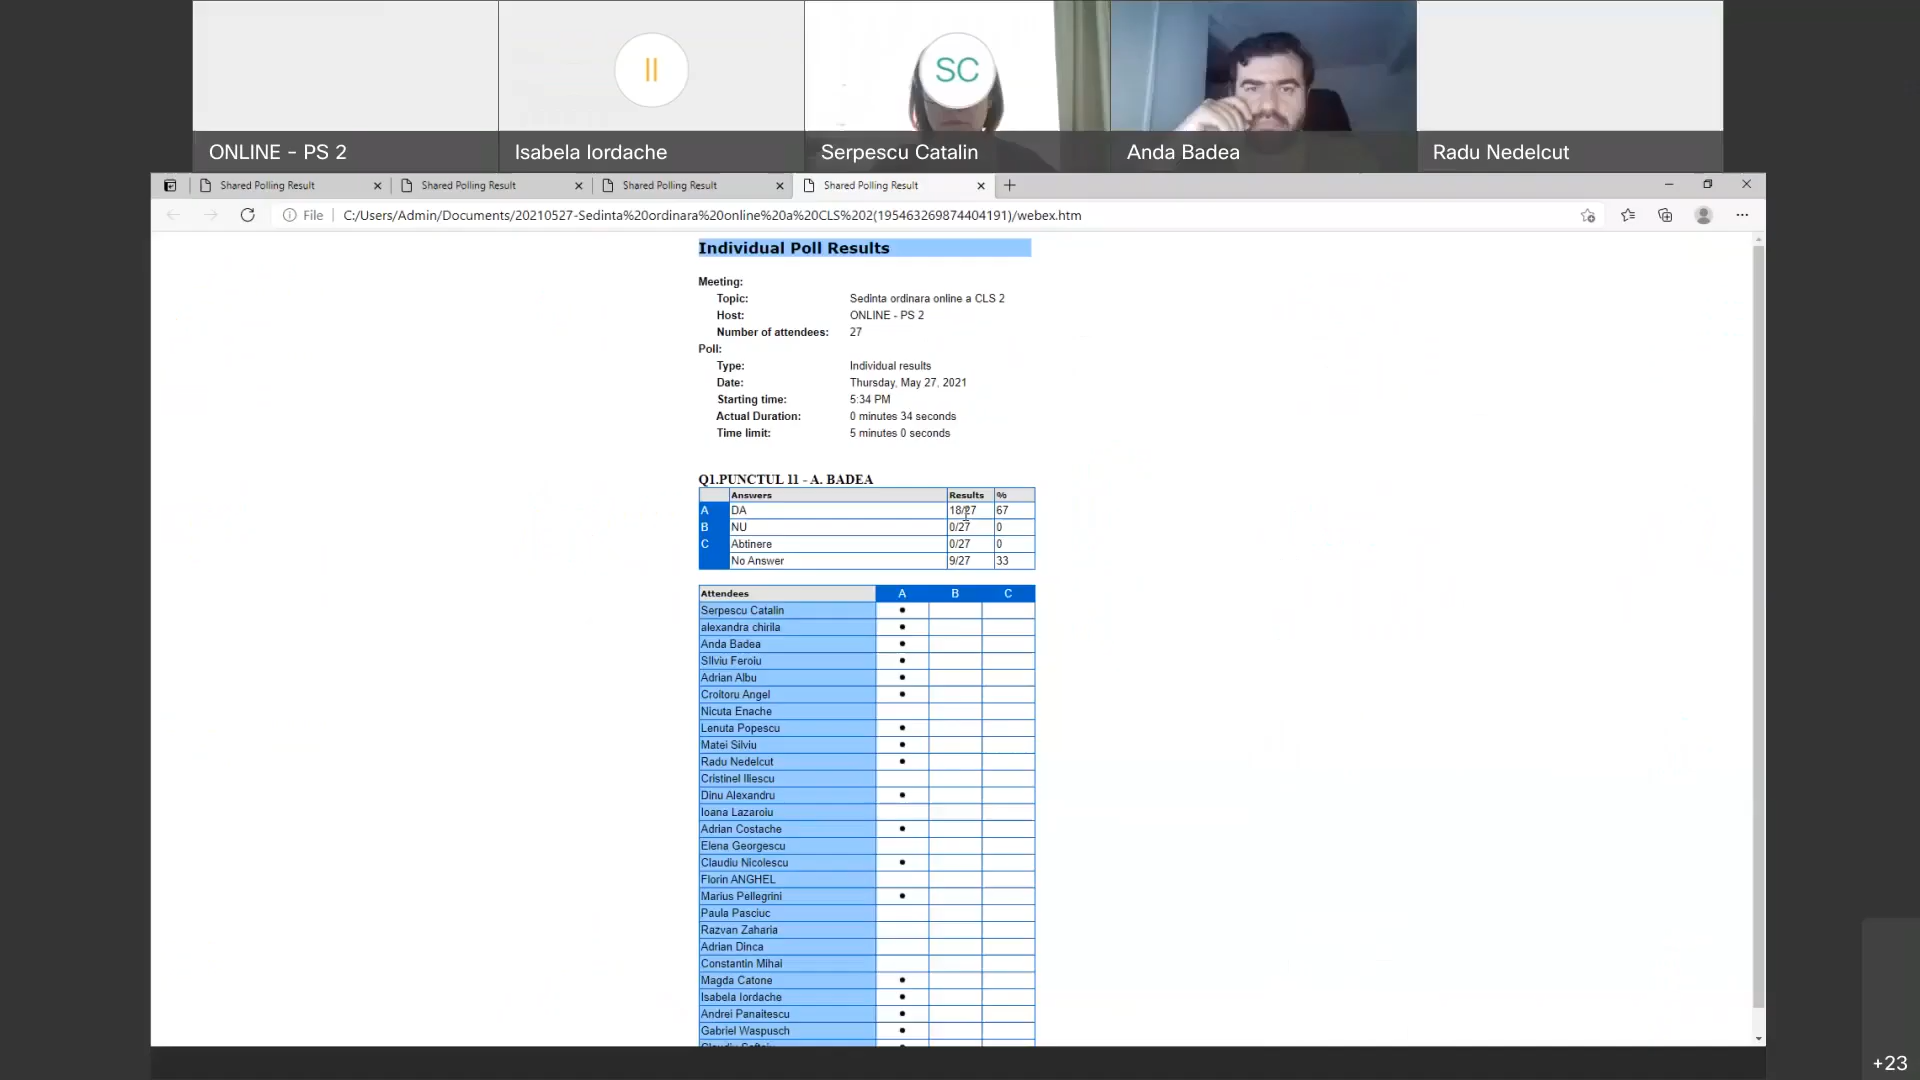 II
SC
ONLINE - PS 2
Isabela Iordache
Serpescu Catalin
Anda Badea
Radu Nedelcut
Shared Polling Result
Shared Polling Result
Shared Polling Result
Shared Polling Result
File
C:/Users/Admin/Documents/20210527-Sedinta%20ordinara%20online%20a%20CLS%202(195463269874404191)/webex.htm
Individual Poll Results
Meeting:
Topic: Sedinta ordinara online a CLS 2
Host: ONLINE - PS 2
Number of attendees: 27
Poll:
Type: Individual results
Date: Thursday, May 27, 2021
Starting time: 5:34 PM
Actual Duration: 0 minutes 34 seconds
Time limit: 5 minutes 0 seconds
Q1.PUNCTUL 11 - A. BADEA
Answers Results %
A DA 18/27 67
B NU 0/27 0
C Abtinere 0/27 0
No Answer 9/27 33
Attendees A B C
Serpescu Catalin
alexandra chirila
Anda Badea
SIlviu Feroiu
Adrian Albu
Croitoru Angel
Nicuta Enache
Lenuta Popescu
Matei Silviu
Radu Nedelcut
Cristinel Iliescu
Dinu Alexandru
Ioana Lazaroiu
Adrian Costache
Elena Georgescu
Claudiu Nicolescu
Florin ANGHEL
Marius Pellegrini
Paula Pasciuc
Razvan Zaharia
Adrian Dinca
Constantin Mihai
Magda Catone
Isabela Iordache
Andrei Panaitescu
Gabriel Waspusch
+23